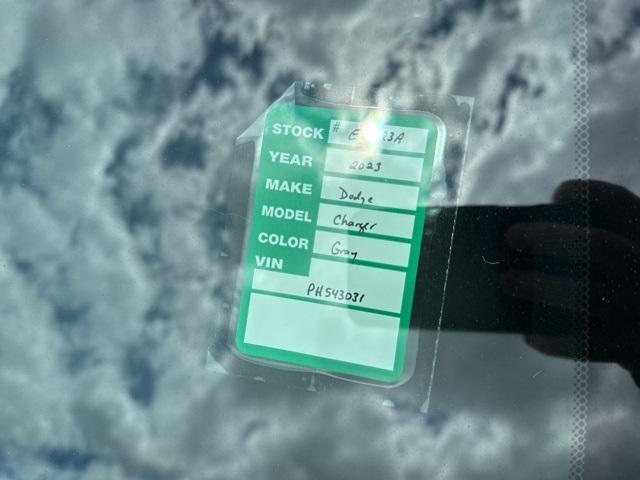 STOCK #
YEAR 2023
MAKE Dodge
MODEL Charger
COLOR Gray
VIN
PH543031